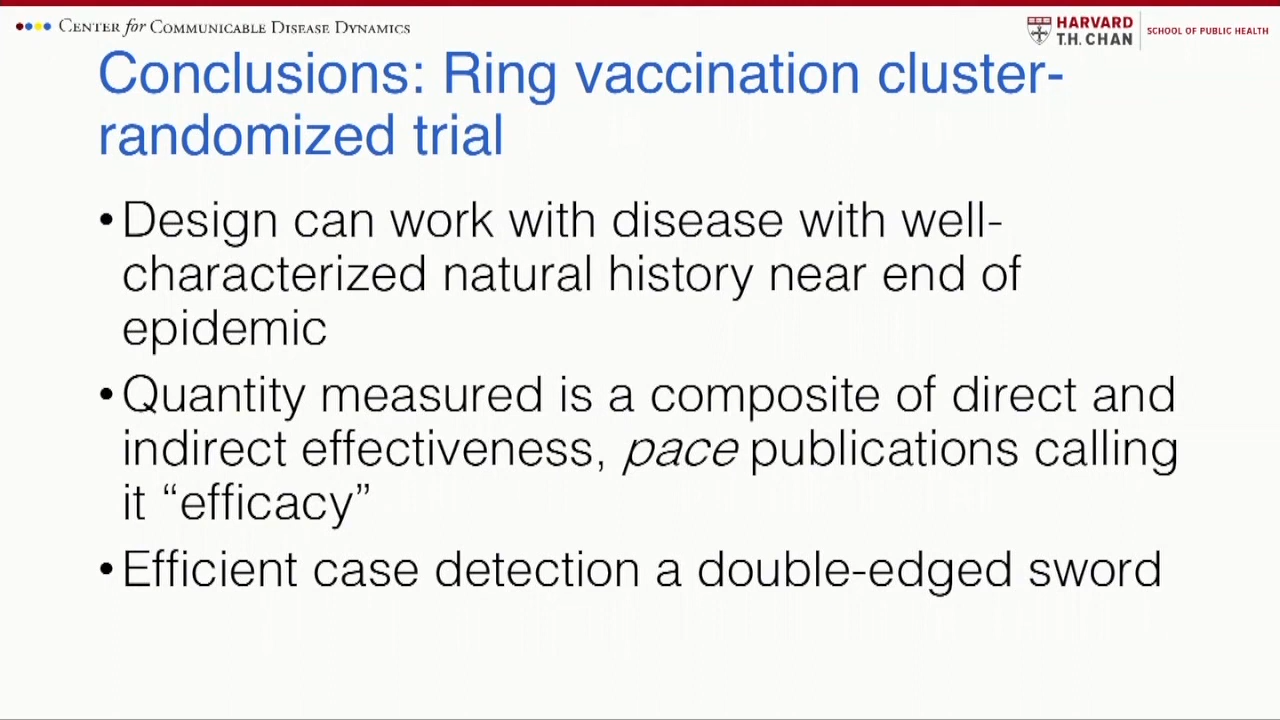 CENTER for COMMUNICABLE DISEASE DYNAMICS
HARVARD
T.H. CHAN
SCHOOL OF PUBLIC HEALTH
Conclusions: Ring vaccination cluster-
randomized trial
•Design can work with disease with well-
characterized natural history near end of
epidemic
•Quantity measured is a composite of direct and
indirect effectiveness, pace publications calling
it “efficacy”
•Efficient case detection a double-edged sword